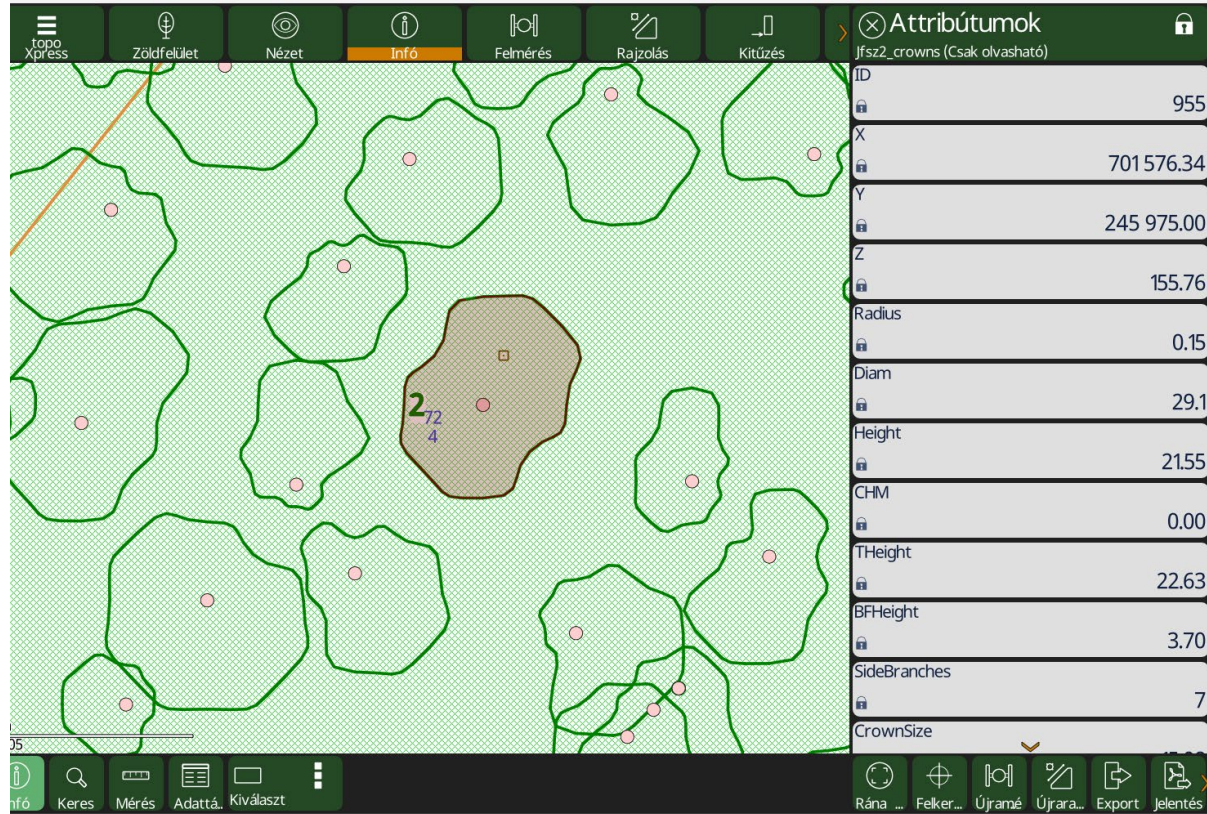 topo
Xpress
Zöldfelület
Nézet
Infó
Felmérés
Rajzolás
Kitűzés
Attribútumok
Jfsz2_crowns (Csak olvasható)
ID
955
X
701 576.34
Y
245 975.00
Z
155.76
Radius
0.15
Diam
29.1
Height
21.55
CHM
0.00
THeight
22.63
BFHeight
3.70
SideBranches
7
CrownSize
2
72
4
05
nfó
Keres
Mérés
Adattá..
Kiválaszt
Rána ...
Felker...
Újramé
Újrara...
Export
Jelentés